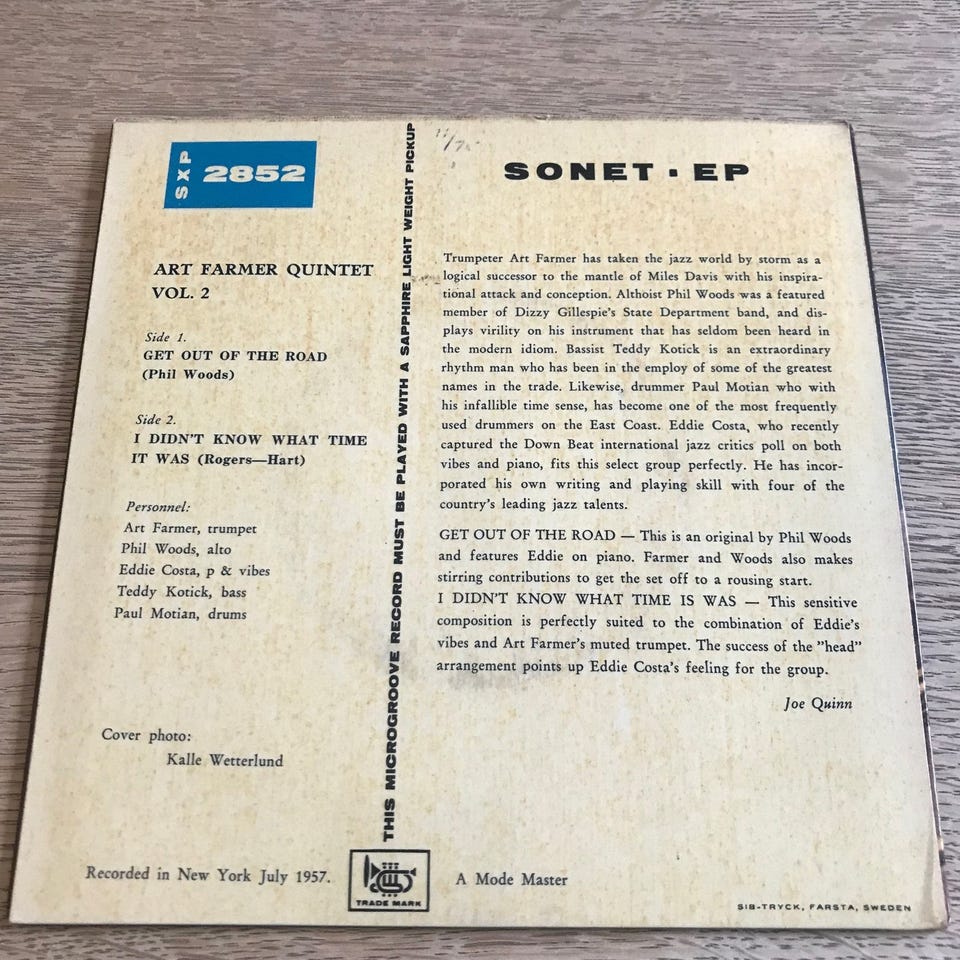 SXP 2852
ART FARMER QUINTET
VOL. 2
Side 1.
GET OUT OF THE ROAD
(Phil Woods)
Side 2.
I DIDN'T KNOW WHAT TIME
IT WAS (Rogers—Hart)
Personnel:
Art Farmer, trumpet
Phil Woods, alto
Eddie Costa, p & vibes
Teddy Kotick, bass
Paul Motian, drums
Cover photo:
Kalle Wetterlund
Recorded in New York July 1957.
THIS MICROGROOVE RECORD MUST BE PLAYED WITH A SAPPHIRE LIGHT WEIGHT PICKUP
TRADE MARK
SONET · EP
Trumpeter Art Farmer has taken the jazz world by storm as a
logical successor to the mantle of Miles Davis with his inspira-
tional attack and conception. Althoist Phil Woods was a featured
member of Dizzy Gillespie's State Department band, and dis-
plays virility on his instrument that has seldom been heard in
the modern idiom. Bassist Teddy Kotick is an extraordinary
rhythm man who has been in the employ of some of the greatest
names in the trade. Likewise, drummer Paul Motian who with
his infallible time sense, has become one of the most frequently
used drummers on the East Coast. Eddie Costa, who recently
captured the Down Beat international jazz critics poll on both
vibes and piano, fits this select group perfectly. He has incor-
porated his own writing and playing skill with four of the
country's leading jazz talents.
GET OUT OF THE ROAD — This is an original by Phil Woods
and features Eddie on piano. Farmer and Woods also makes
stirring contributions to get the set off to a rousing start.
I DIDN'T KNOW WHAT TIME IS WAS — This sensitive
composition is perfectly suited to the combination of Eddie's
vibes and Art Farmer's muted trumpet. The success of the "head"
arrangement points up Eddie Costa's feeling for the group.
Joe Quinn
A Mode Master
SIB-TRYCK, FARSTA, SWEDEN